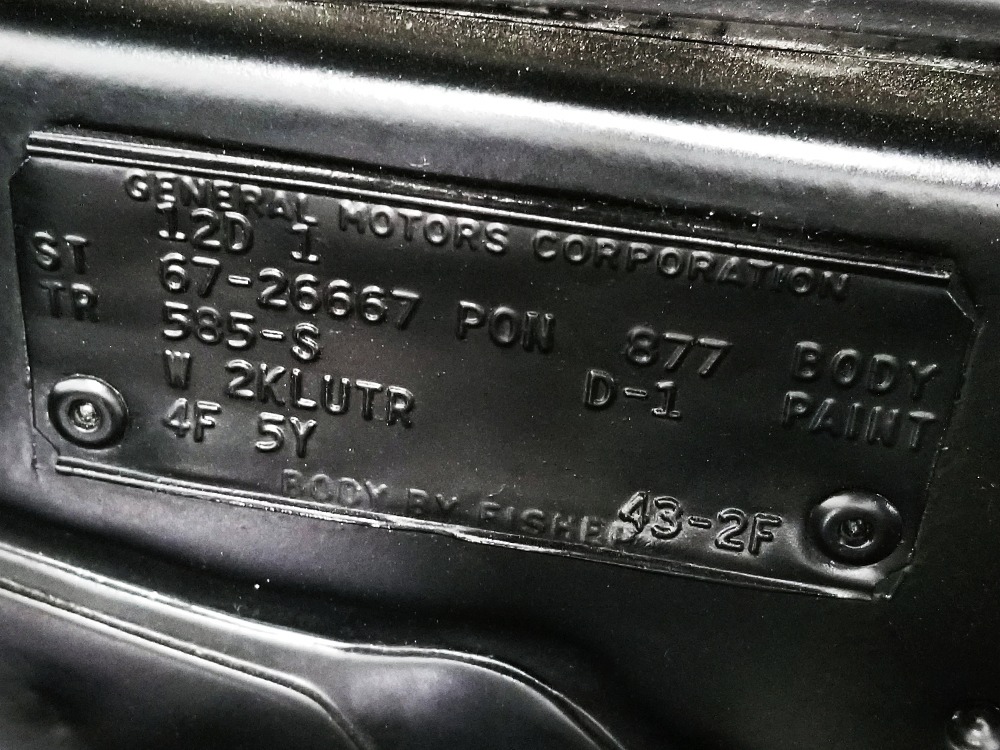 GENERAL MOTORS CORPORATION
12D 1
ST 67-26667 PON 877 BODY
TR 585-S D-1 PAINT
W 2KLUTR
4F 5Y
BODY BY FISHER 43-2F